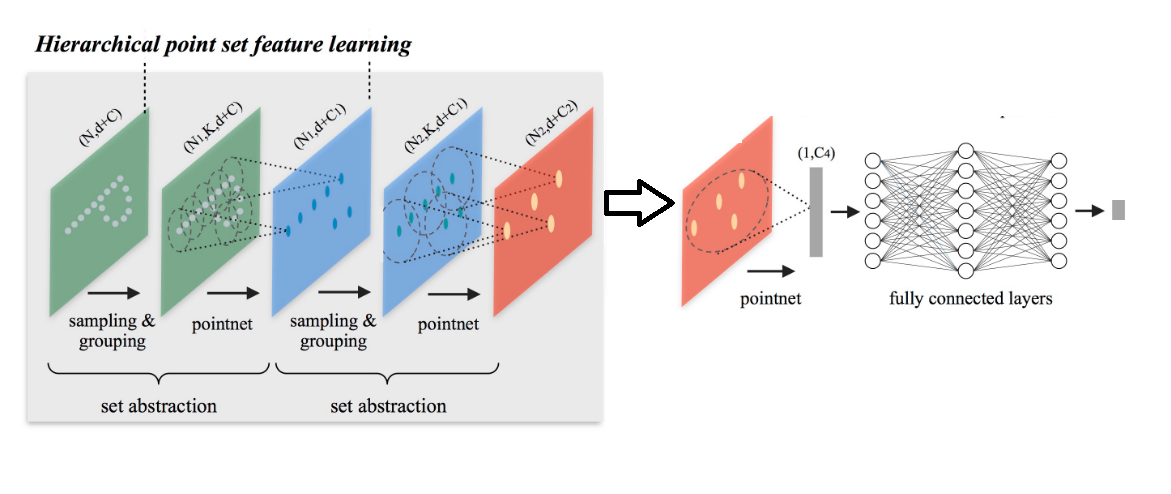 Hierarchical point set feature learning
(N,d+C)
(N1,K,d+C)
(N1,d+C1)
(N2,K,d+C1)
(N2,d+C2)
(1,C4)
sampling &
grouping
pointnet
sampling &
grouping
pointnet
pointnet
fully connected layers
set abstraction
set abstraction